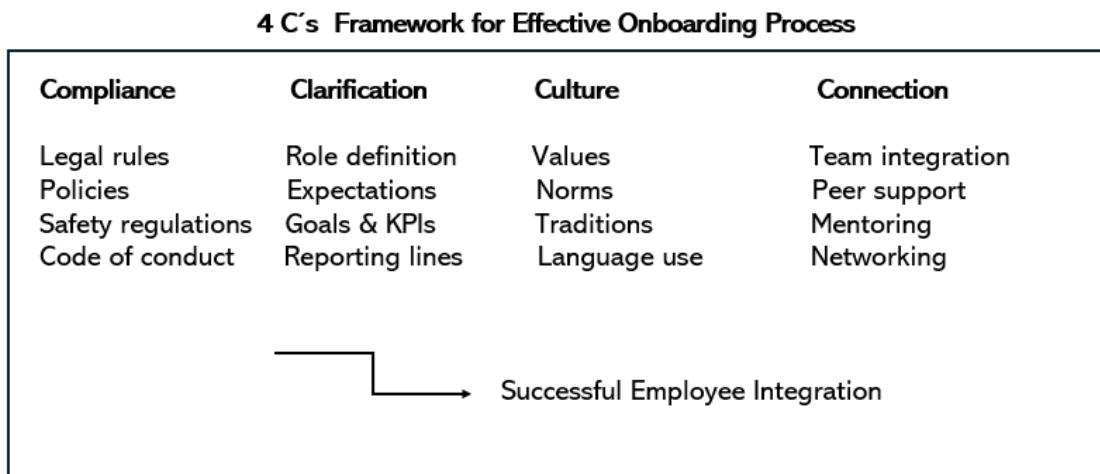 4 C´s Framework for Effective Onboarding Process
Compliance Clarification Culture Connection
Legal rules Role definition Values Team integration
Policies Expectations Norms Peer support
Safety regulations Goals & KPIs Traditions Mentoring
Code of conduct Reporting lines Language use Networking
Successful Employee Integration